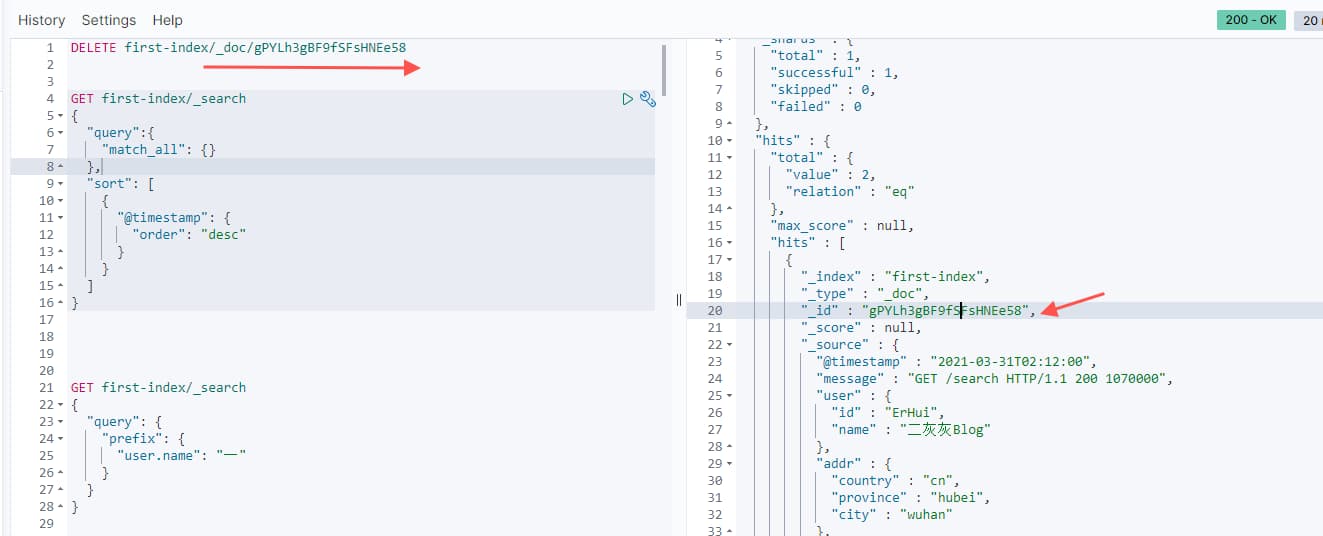 History Settings Help
200 - OK
20
1 DELETE first-index/_doc/gPYLh3gBF9fSFsHNEe58
2
3
4 GET first-index/_search
5 {
6 "query":{
7 "match_all": {}
8 },
9 "sort": [
10 {
11 "@timestamp": {
12 "order": "desc"
13 }
14 }
15 ]
16 }
17
18
19
20
21 GET first-index/_search
22 {
23 "query": {
24 "prefix": {
25 "user.name": "一"
26 }
27 }
28 }
29
4 "_shards" : {
5 "total" : 1,
6 "successful" : 1,
7 "skipped" : 0,
8 "failed" : 0
9 },
10 "hits" : {
11 "total" : {
12 "value" : 2,
13 "relation" : "eq"
14 },
15 "max_score" : null,
16 "hits" : [
17 {
18 "_index" : "first-index",
19 "_type" : "_doc",
20 "_id" : "gPYLh3gBF9fSFsHNEe58",
21 "_score" : null,
22 "_source" : {
23 "@timestamp" : "2021-03-31T02:12:00",
24 "message" : "GET /search HTTP/1.1 200 1070000",
25 "user" : {
26 "id" : "ErHui",
27 "name" : "二灰灰Blog"
28 },
29 "addr" : {
30 "country" : "cn",
31 "province" : "hubei",
32 "city" : "wuhan"
33 },